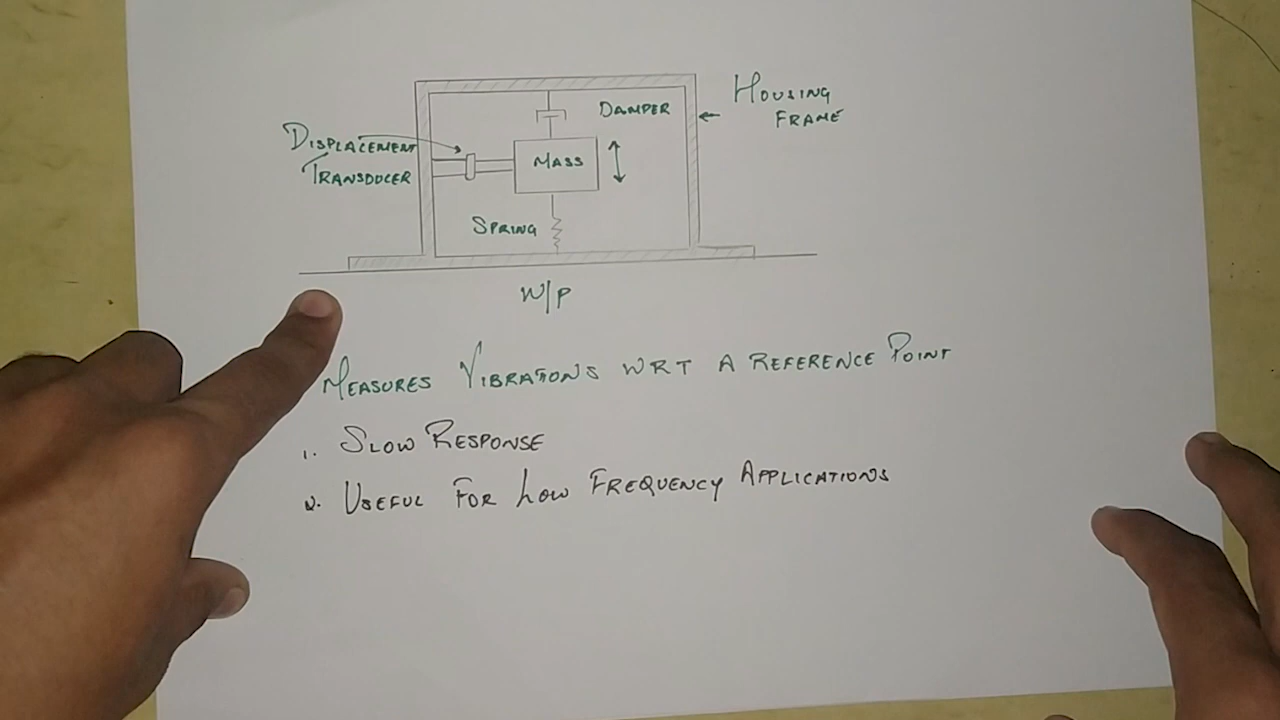 HOUSING
FRAME
DAMPER
DISPLACEMENT
TRANSDUCER
MASS
SPRING
W/P
MEASURES VIBRATIONS WRT A REFERENCE POINT
1. SLOW RESPONSE
2. USEFUL FOR LOW FREQUENCY APPLICATIONS